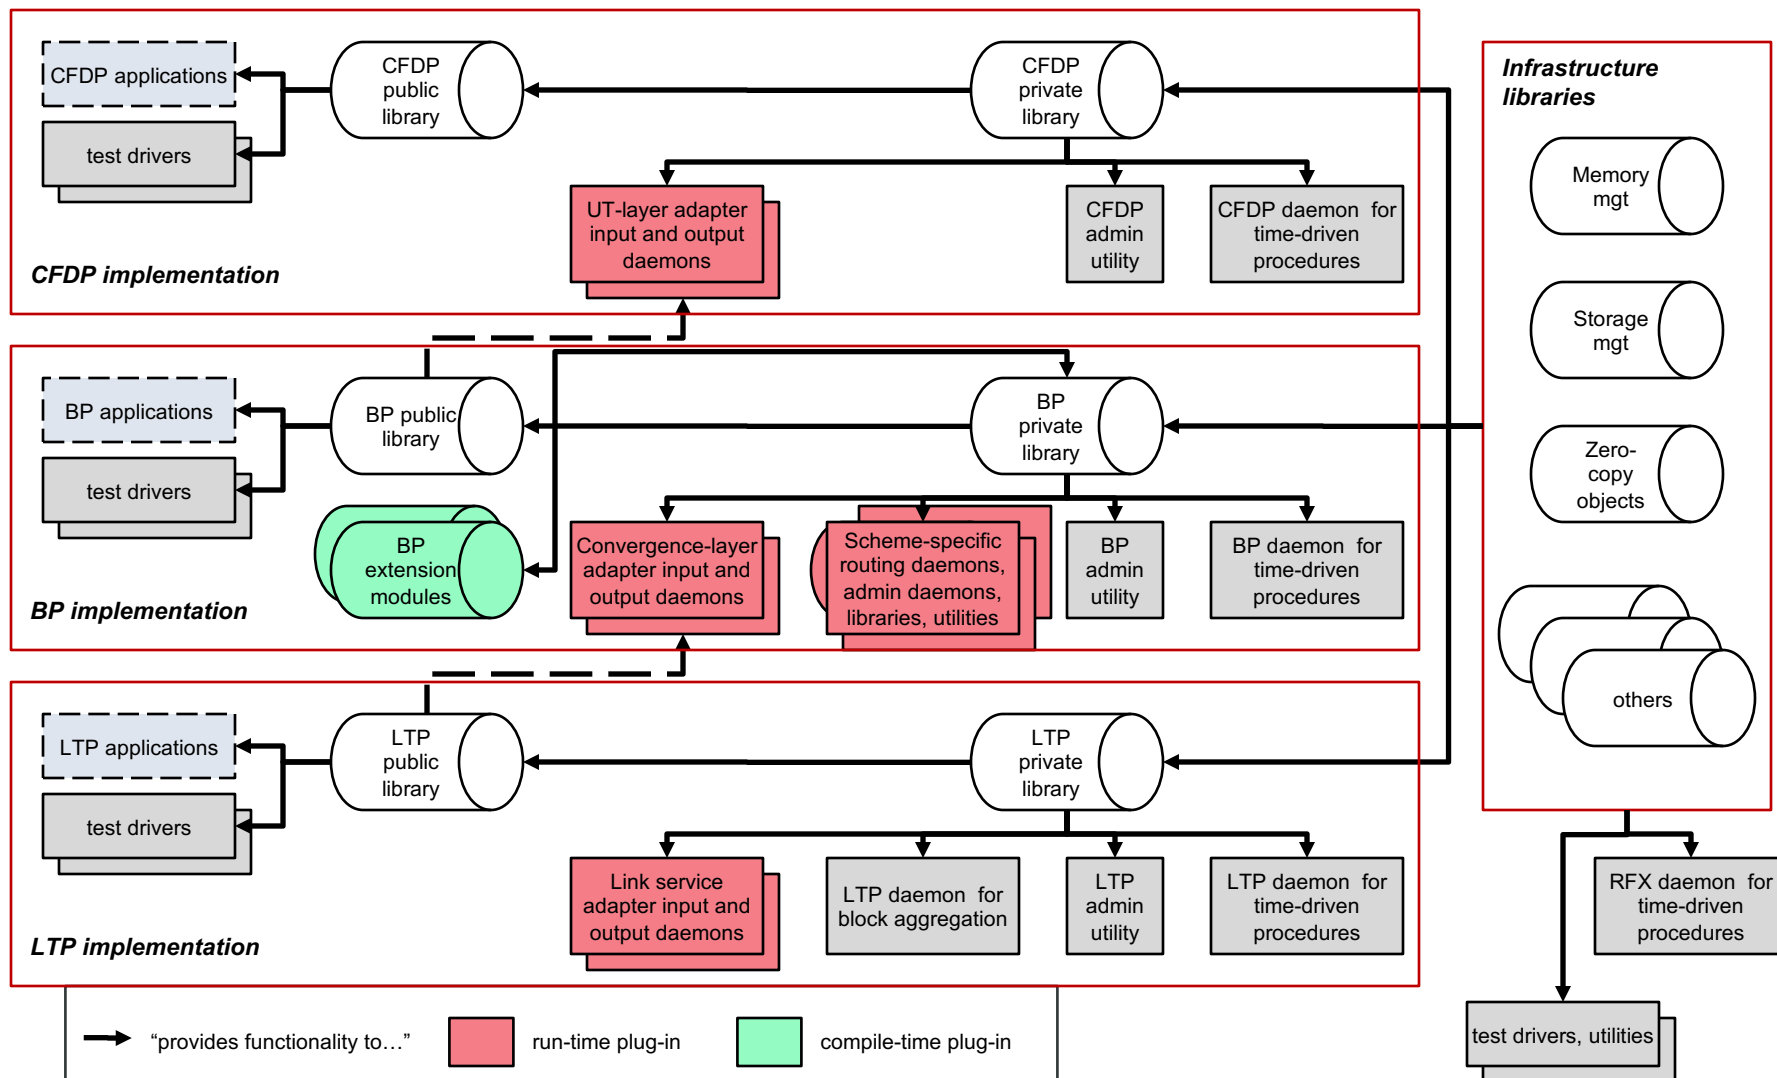 CFDP applications
test drivers
CFDP
public
library
CFDP
private
library
UT-layer adapter
input and output
daemons
CFDP
admin
utility
CFDP daemon for
time-driven
procedures
CFDP implementation
BP applications
test drivers
BP public
library
BP
private
library
BP
extension
modules
Convergence-layer
adapter input and
output daemons
Scheme-specific
routing daemons,
admin daemons,
libraries, utilities
BP
admin
utility
BP daemon for
time-driven
procedures
BP implementation
LTP applications
test drivers
LTP
public
library
LTP
private
library
Link service
adapter input and
output daemons
LTP daemon for
block aggregation
LTP
admin
utility
LTP daemon for
time-driven
procedures
LTP implementation
Infrastructure
libraries
Memory
mgt
Storage
mgt
Zero-
copy
objects
others
RFX daemon for
time-driven
procedures
test drivers, utilities
“provides functionality to…”
run-time plug-in
compile-time plug-in